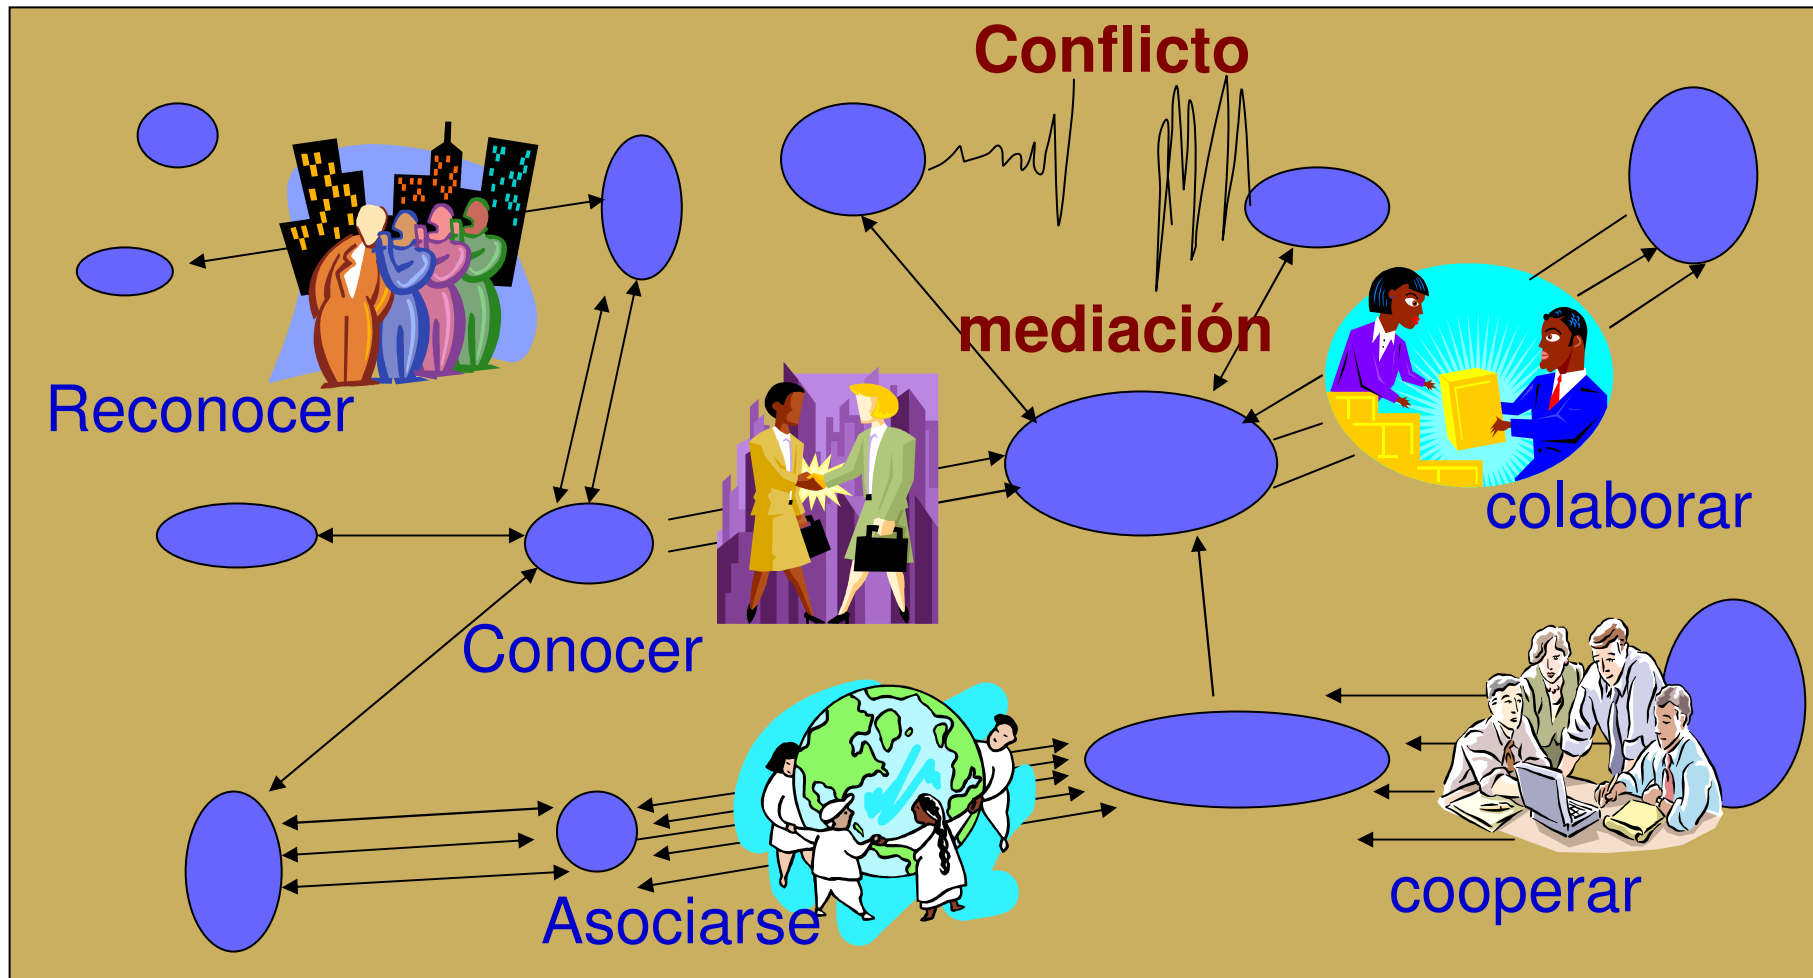 Conflicto
mediación
Reconocer
colaborar
Conocer
cooperar
Asociarse